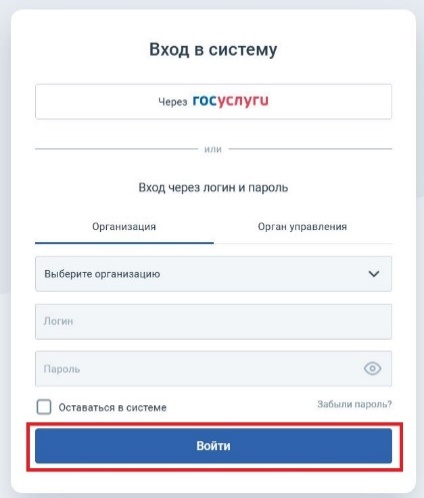 Вход в систему
Через госуслуги
или
Вход через логин и пароль
Организация Орган управления
Выберите организацию
Логин
Пароль
Оставаться в системе Забыли пароль?
Войти